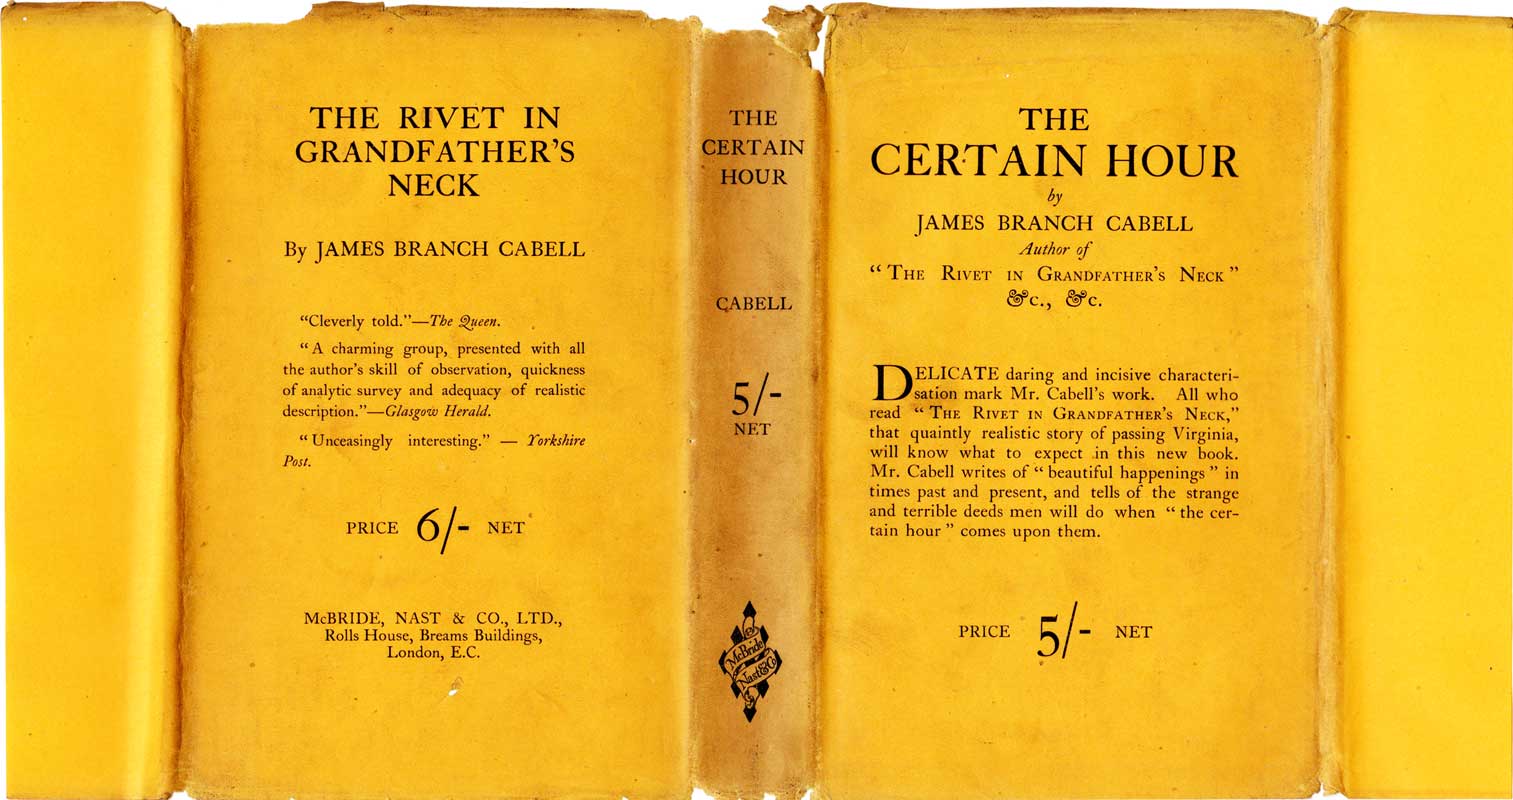 THE RIVET IN
GRANDFATHER'S
NECK
By JAMES BRANCH CABELL
"Cleverly told."—The Queen.
"A charming group, presented with all
the author's skill of observation, quickness
of analytic survey and adequacy of realistic
description."—Glasgow Herald.
"Unceasingly interesting." — Yorkshire
Post.
PRICE 6/- NET
McBRIDE, NAST & CO., LTD.,
Rolls House, Breams Buildings,
London, E.C.
THE
CERTAIN
HOUR
CABELL
5/-
NET
McBride
Nast & Co
THE
CERTAIN HOUR
by
JAMES BRANCH CABELL
Author of
"THE RIVET IN GRANDFATHER'S NECK"
&c., &c.
DELICATE daring and incisive characteri-
sation mark Mr. Cabell's work. All who
read "THE RIVET IN GRANDFATHER'S NECK,"
that quaintly realistic story of passing Virginia,
will know what to expect in this new book.
Mr. Cabell writes of "beautiful happenings" in
times past and present, and tells of the strange
and terrible deeds men will do when "the cer-
tain hour" comes upon them.
PRICE 5/- NET